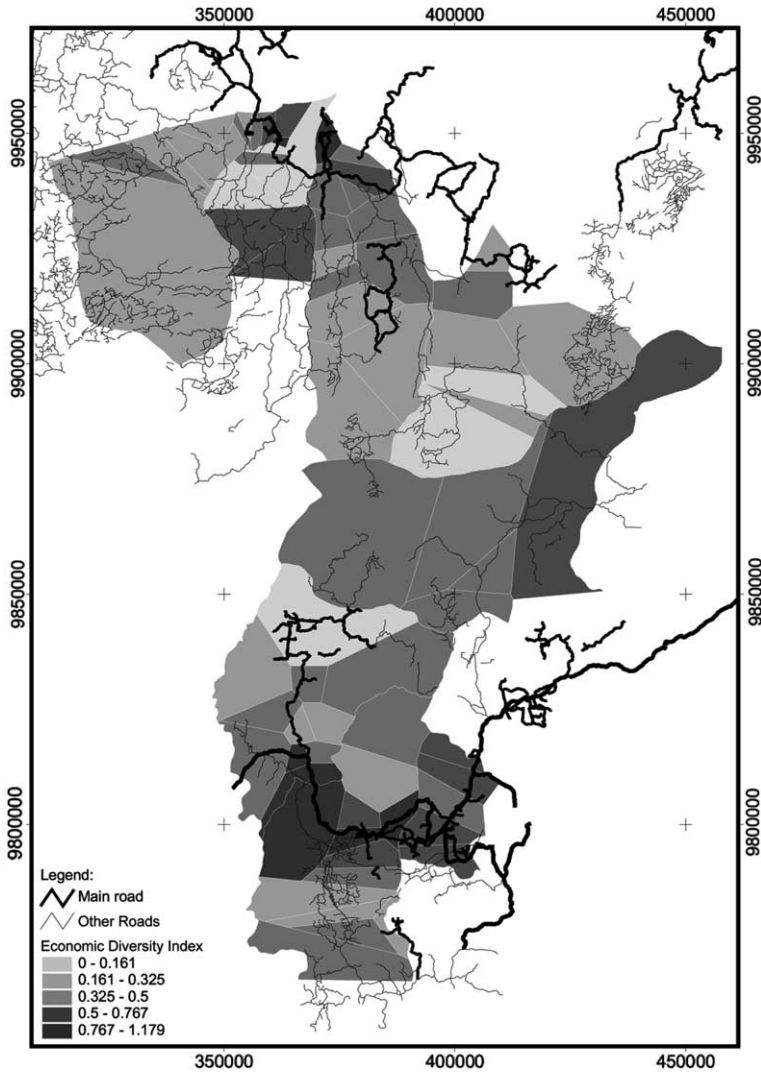 350000 400000 450000
9950000 9950000
9900000 9900000
9850000 9850000
9800000 9800000
Legend:
Main road
Other Roads
Economic Diversity Index
0 - 0.161
0.161 - 0.325
0.325 - 0.5
0.5 - 0.767
0.767 - 1.179
350000 400000 450000